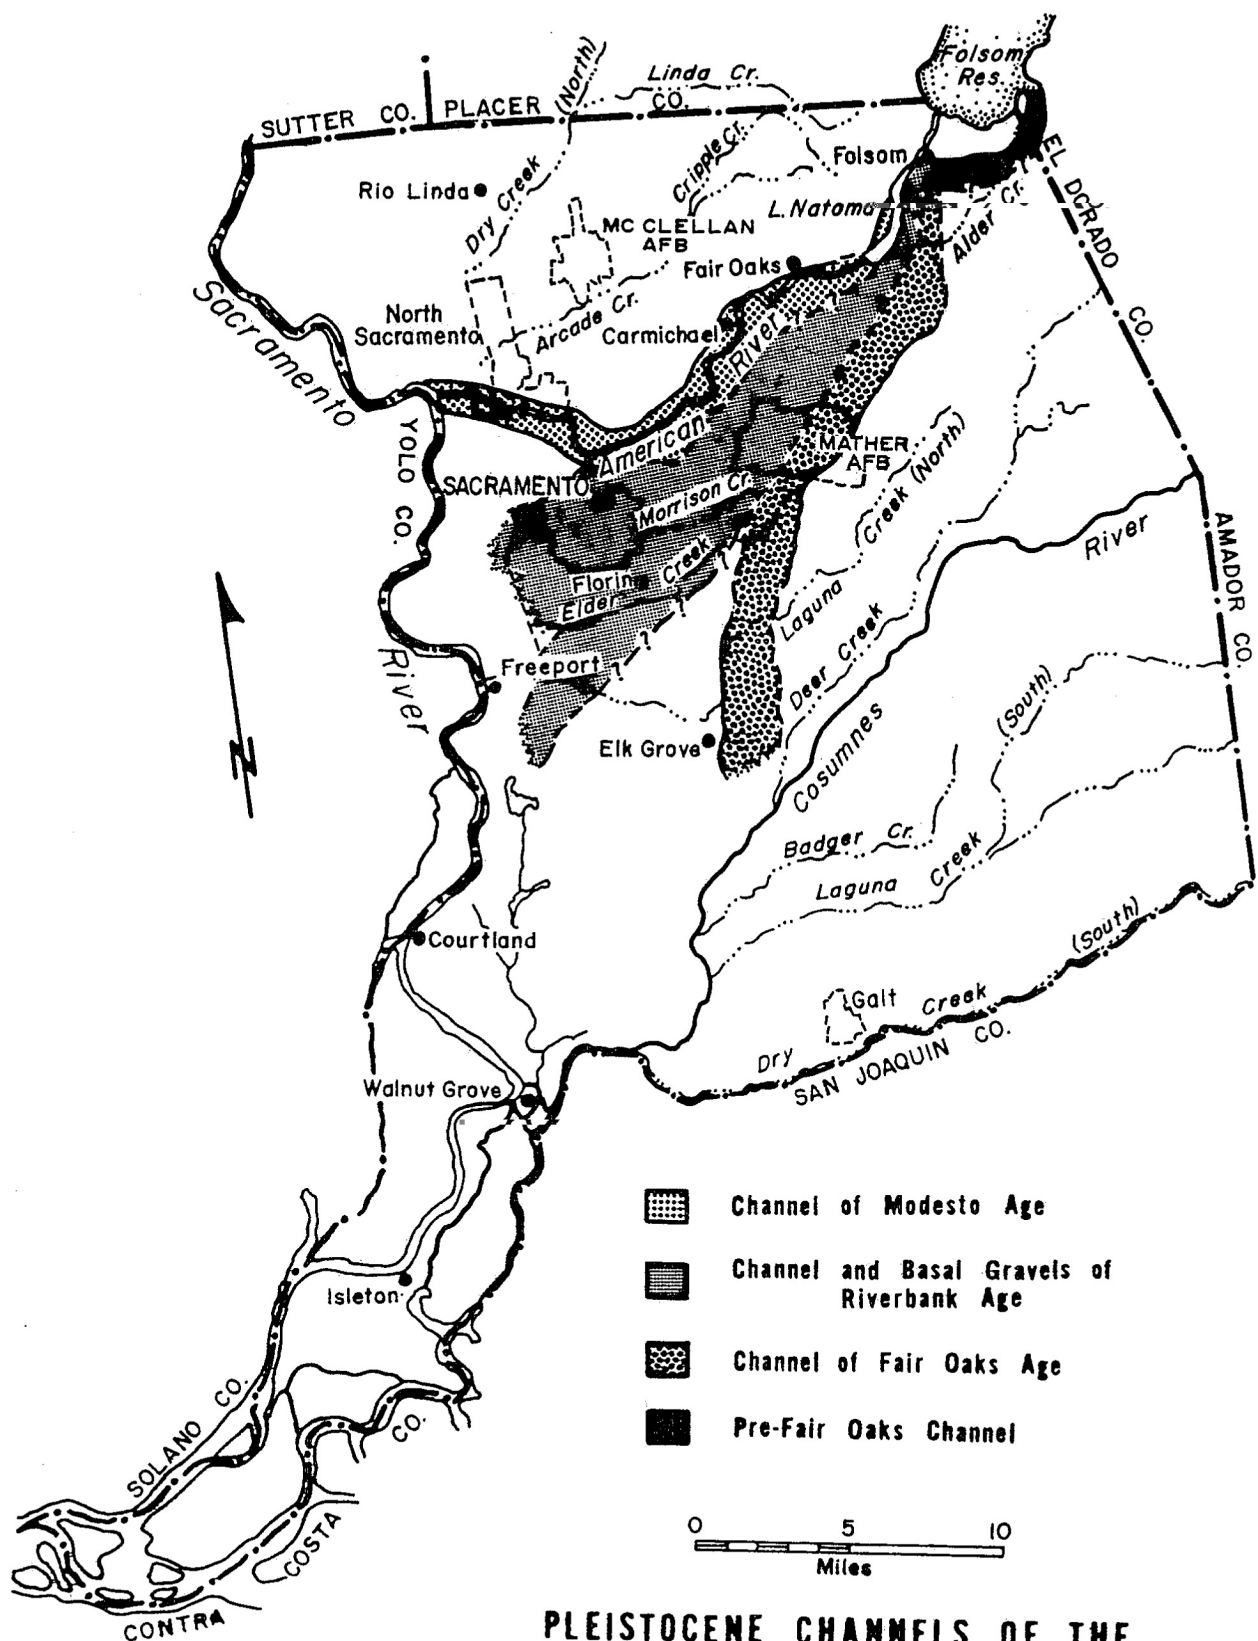 Folsom
Res.
Linda Cr.
(North)
SUTTER CO.
PLACER CO.
Cripple Cr.
Folsom
EL DORADO CO.
Rio Linda
Dry Creek
L. Natoma
Alder Cr.
MC CLELLAN
AFB
Fair Oaks
Sacramento
North
Sacramento
Arcade Cr.
Carmichael
River
American
YOLO CO.
MATHER
AFB
Creek (North)
SACRAMENTO
Morrison Cr.
River
AMADOR CO.
Florin
Elder Creek
Laguna
Deer Creek
River
Freeport
(South)
Elk Grove
Cosumnes
N
Badger Cr.
Laguna Creek
Courtland
(South)
Galt
Creek
Dry
SAN JOAQUIN CO.
Walnut Grove
Channel of Modesto Age
Channel and Basal Gravels of
Riverbank Age
Isleton
Channel of Fair Oaks Age
Pre-Fair Oaks Channel
SOLANO CO.
CO.
COSTA
CONTRA
0 5 10
Miles
PLEISTOCENE CHANNELS OF THE